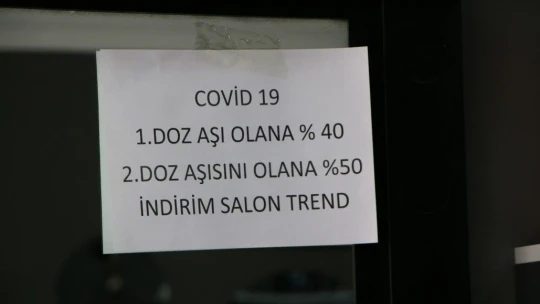 COVİD 19
1.DOZ AŞI OLANA % 40
2.DOZ AŞISINI OLANA %50
İNDİRİM SALON TREND